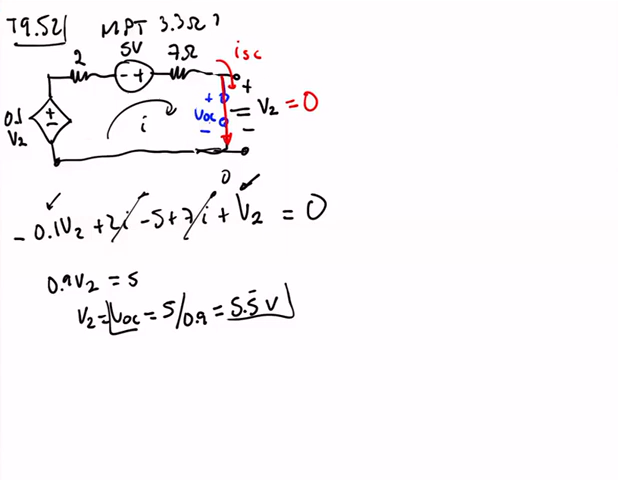 T9.52 MPT 3.3Ω ?
2 5V 7Ω isc
- +
+
0.1 V2
+
-
i
+ Voc -
V2 = 0
-
0
- 0.1V2 + 2i - 5 + 7i + V2 = 0
0.9V2 = 5
V2 = Voc = 5/0.9 = 5.5 V